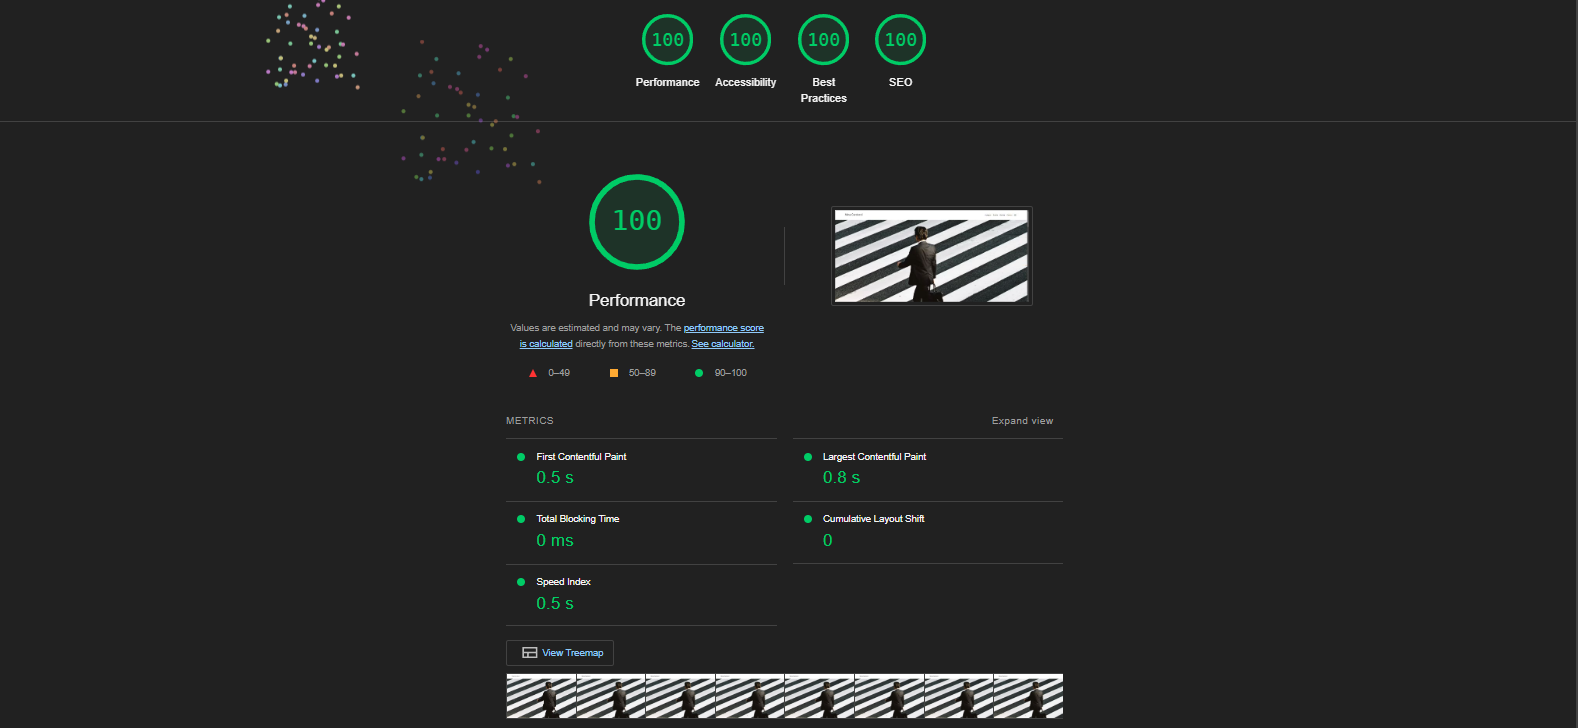 100
100
100
100
Performance
Accessibility
Best
Practices
SEO
100
Performance
Values are estimated and may vary. The performance score
is calculated directly from these metrics. See calculator.
0–49
50–89
90–100
METRICS
Expand view
First Contentful Paint
0.5 s
Largest Contentful Paint
0.8 s
Total Blocking Time
0 ms
Cumulative Layout Shift
0
Speed Index
0.5 s
View Treemap